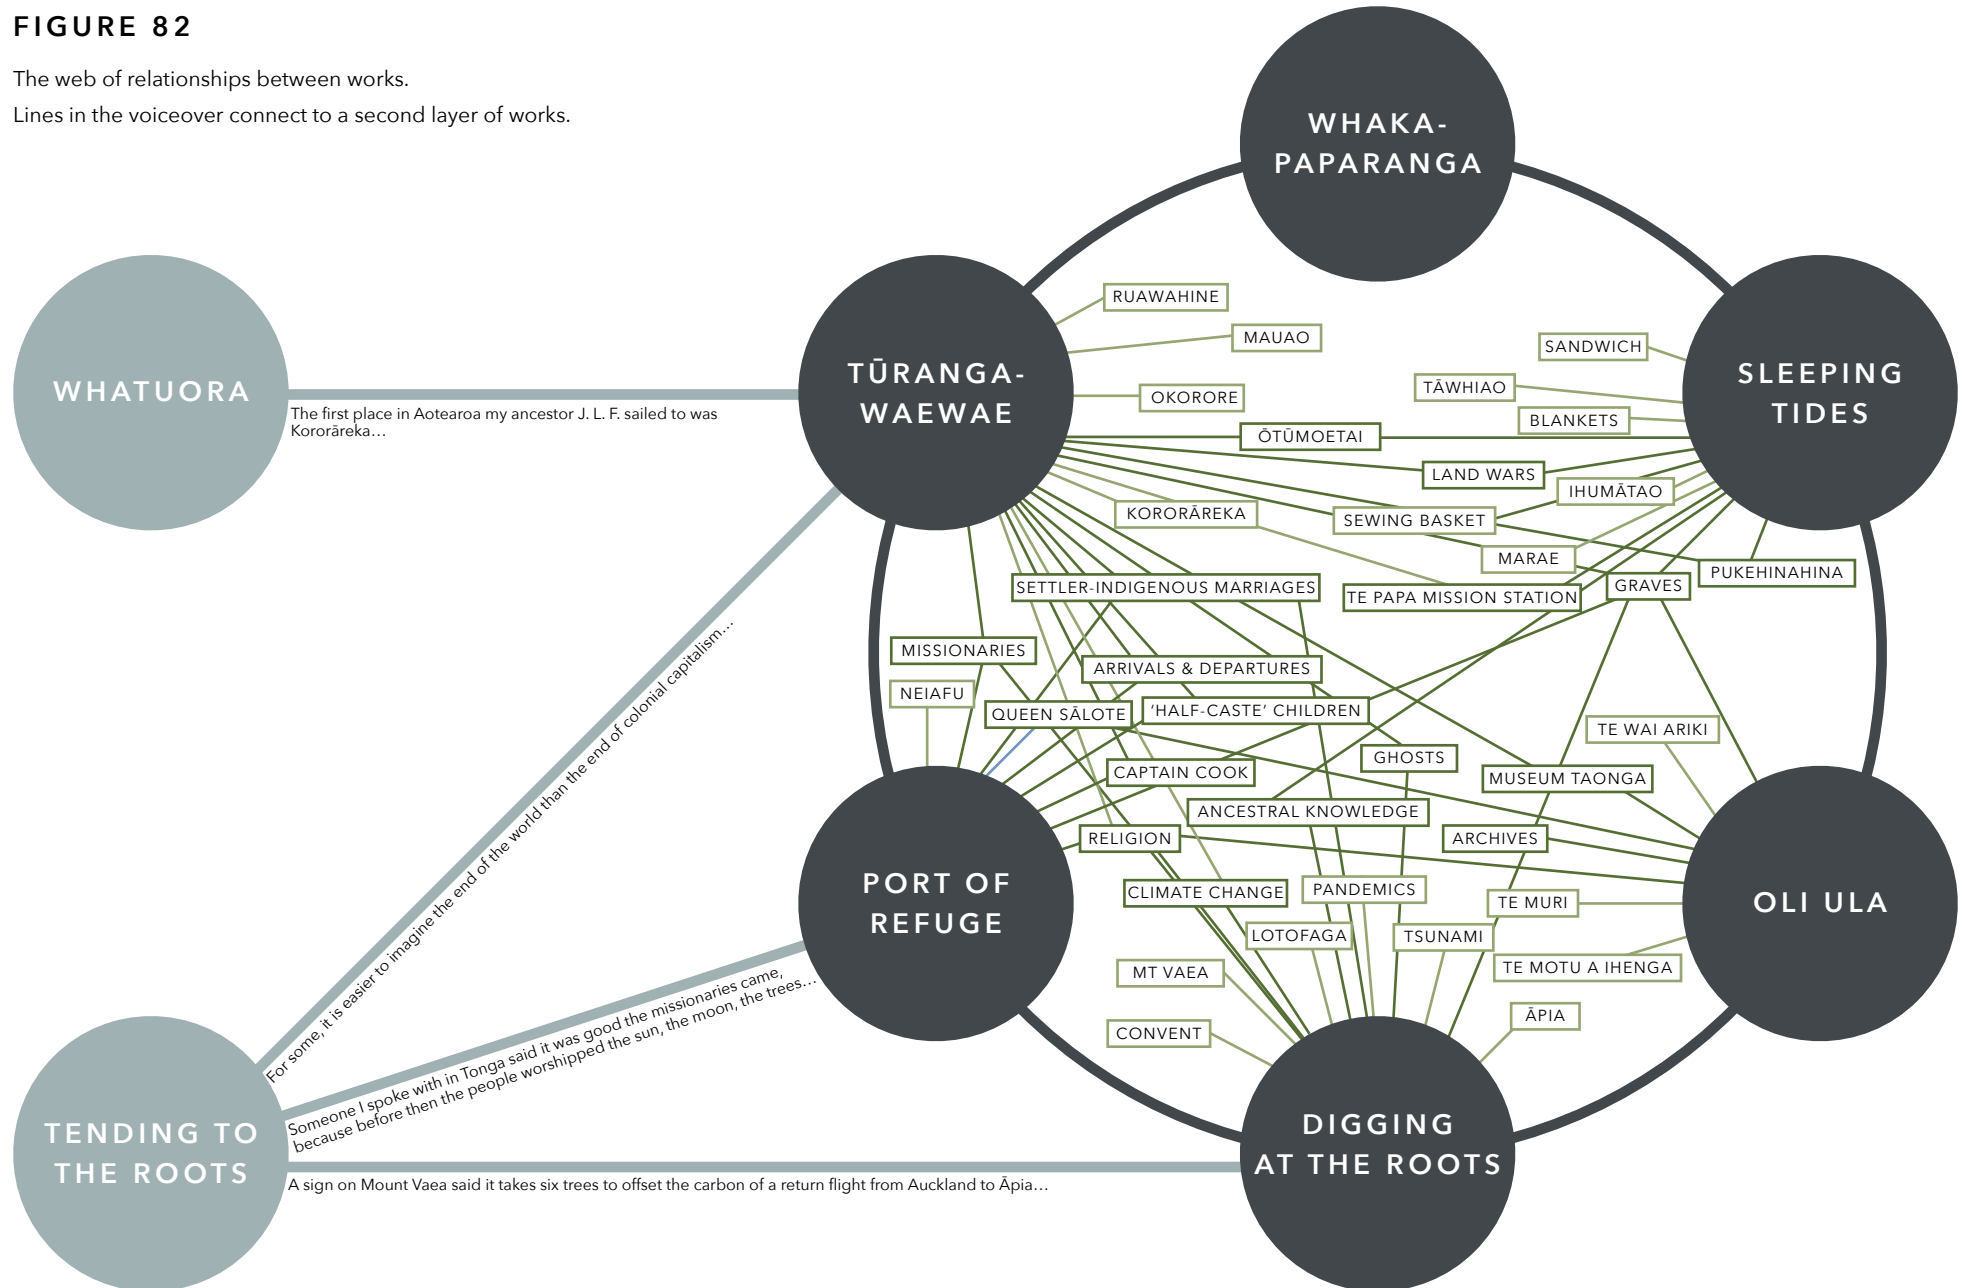 FIGURE 82
The web of relationships between works.
Lines in the voiceover connect to a second layer of works.
WHAKA-
PAPARANGA
WHATUORA
The first place in Aotearoa my ancestor J. L. F. sailed to was
Kororāreka…
TŪRANGA-
WAEWAE
SLEEPING
TIDES
RUAWAHINE
MAUAO
SANDWICH
TĀWHIAO
OKORORE
BLANKETS
ŌTŪMOETAI
LAND WARS
IHUMĀTAO
KORORĀREKA
SEWING BASKET
MARAE
PUKEHINAHINA
SETTLER-INDIGENOUS MARRIAGES
TE PAPA MISSION STATION
GRAVES
MISSIONARIES
ARRIVALS & DEPARTURES
NEIAFU
QUEEN SĀLOTE
'HALF-CASTE' CHILDREN
TE WAI ARIKI
GHOSTS
CAPTAIN COOK
MUSEUM TAONGA
ANCESTRAL KNOWLEDGE
RELIGION
ARCHIVES
CLIMATE CHANGE
PANDEMICS
TE MURI
LOTOFAGA
TSUNAMI
MT VAEA
TE MOTU A IHENGA
CONVENT
ĀPIA
PORT OF
REFUGE
OLI ULA
For some, it is easier to imagine the end of the world than the end of colonial capitalism…
Someone I spoke with in Tonga said it was good the missionaries came,
because before then the people worshipped the sun, the moon, the trees…
TENDING TO
THE ROOTS
A sign on Mount Vaea said it takes six trees to offset the carbon of a return flight from Auckland to Āpia…
DIGGING
AT THE ROOTS